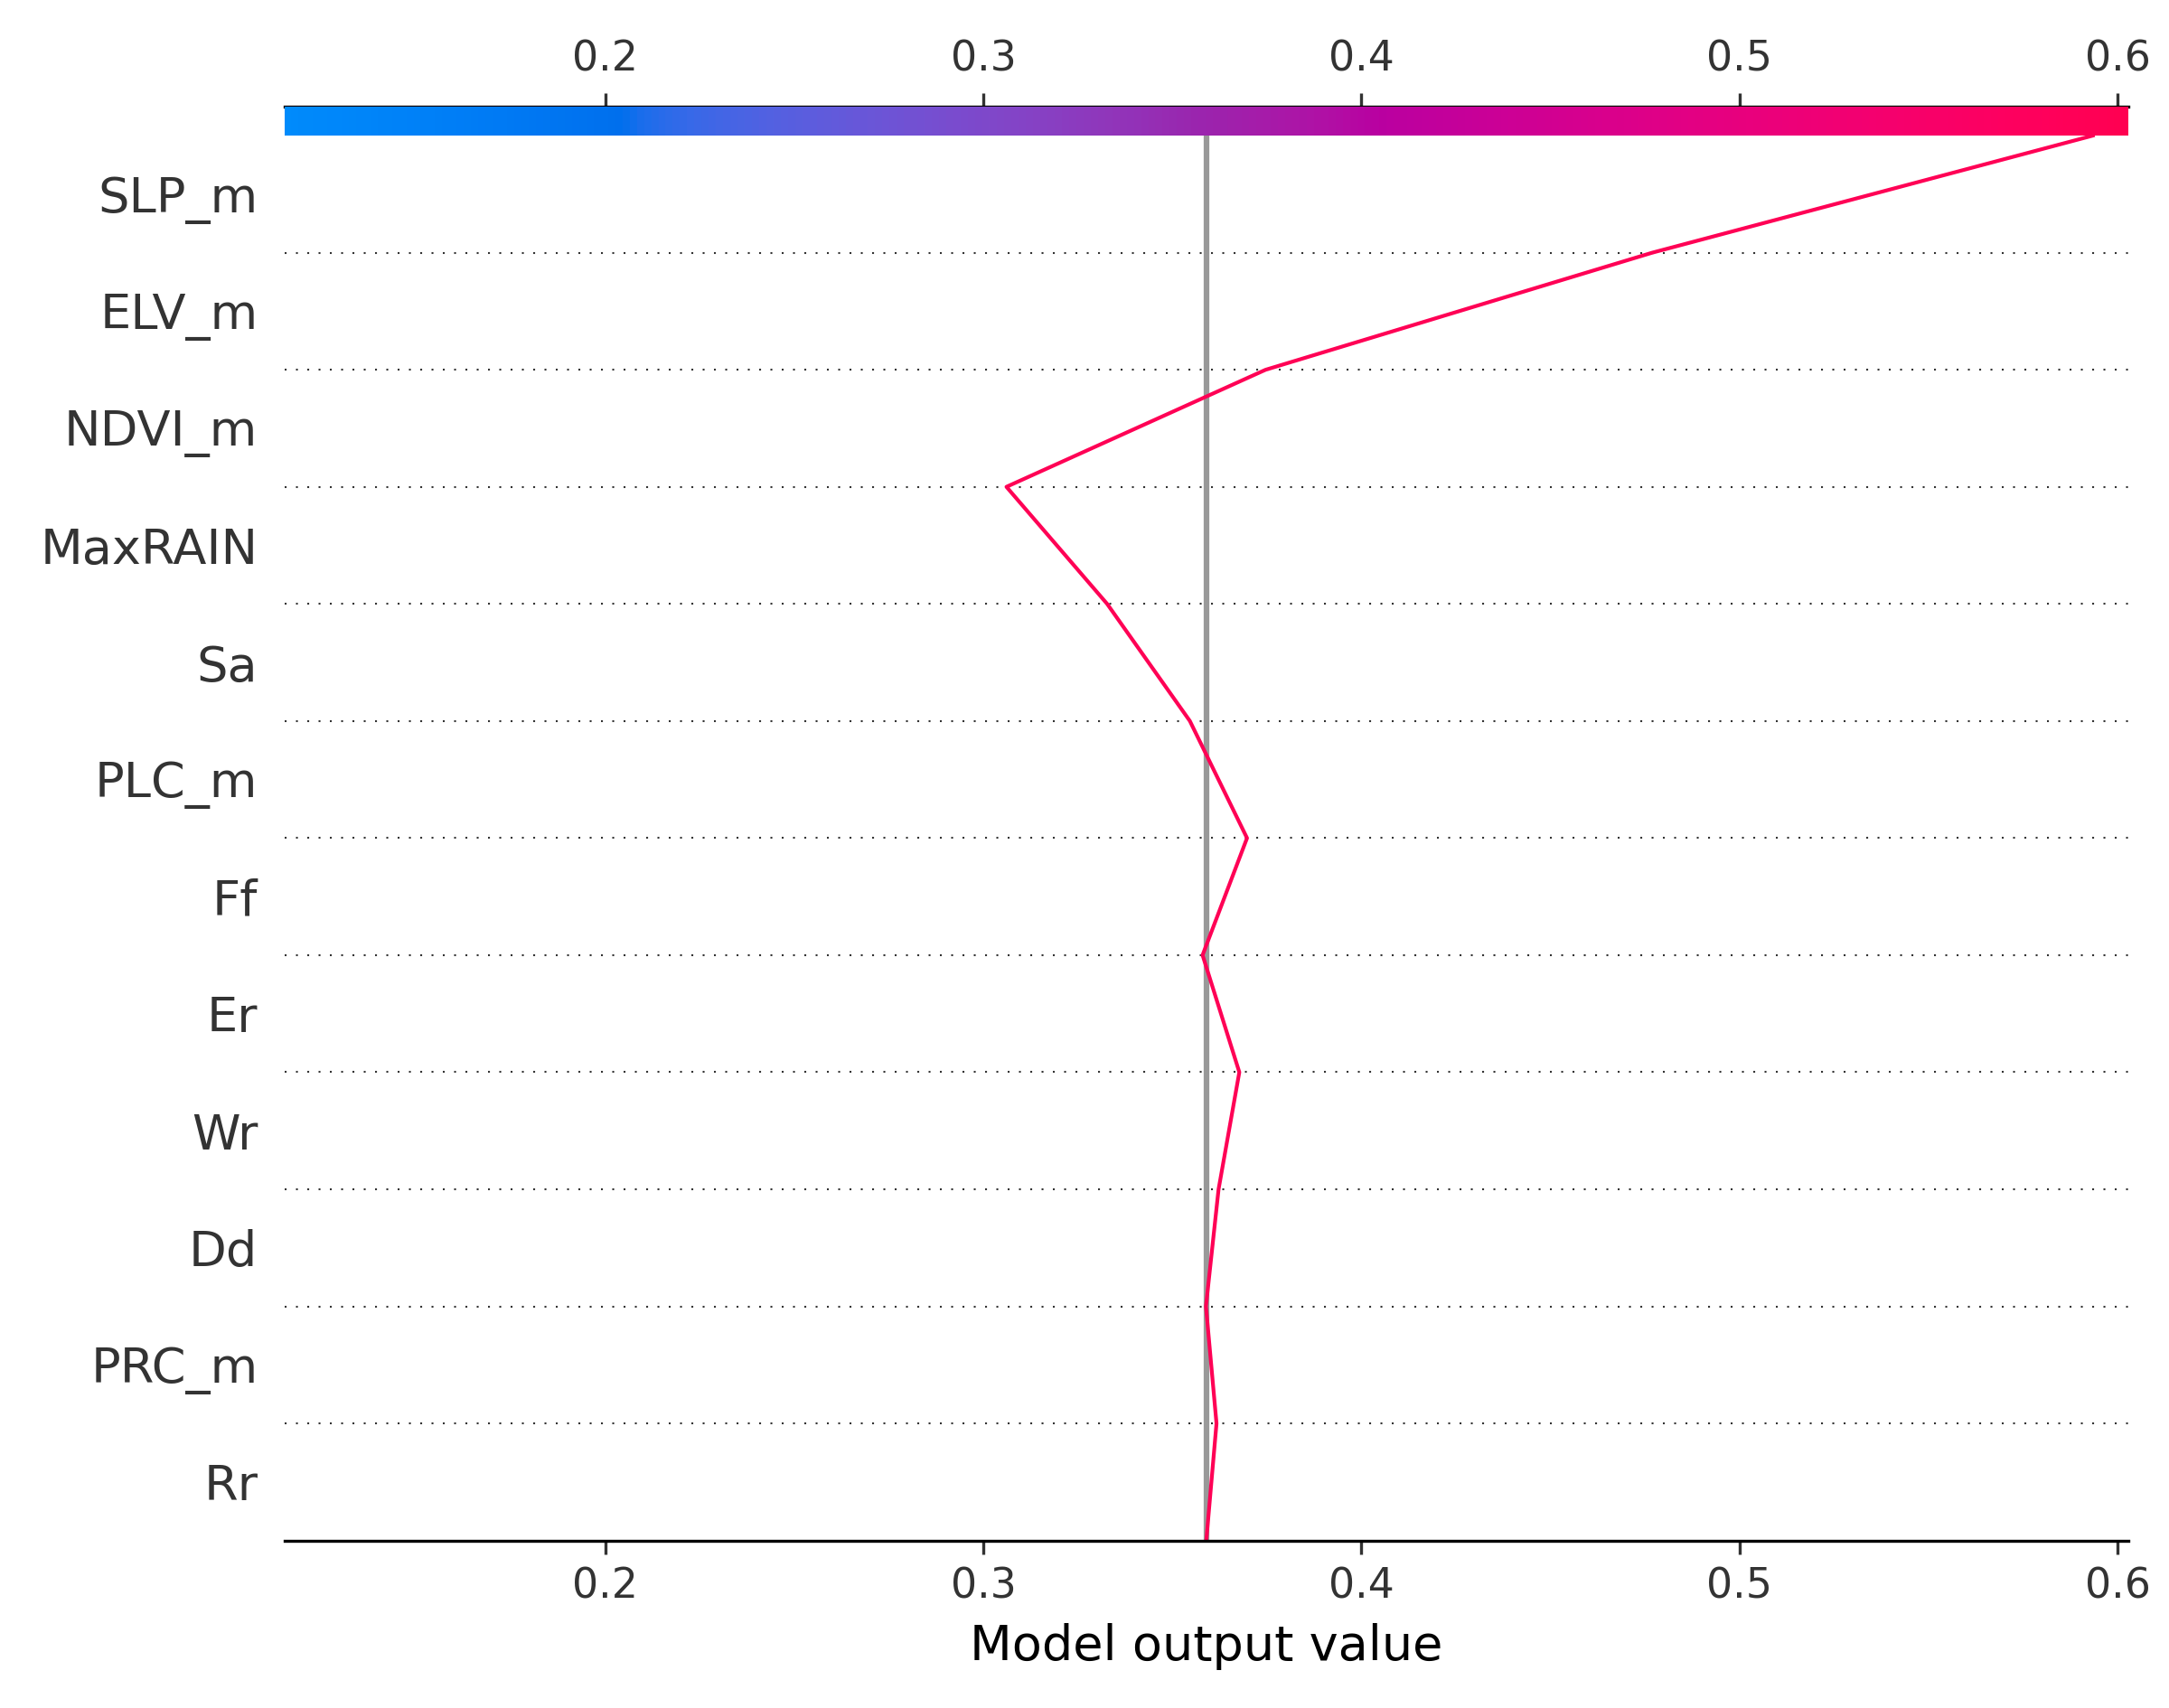 0.2 0.3 0.4 0.5 0.6
SLP_m
ELV_m
NDVI_m
MaxRAIN
Sa
PLC_m
Ff
Er
Wr
Dd
PRC_m
Rr
0.2 0.3 0.4 0.5 0.6
Model output value